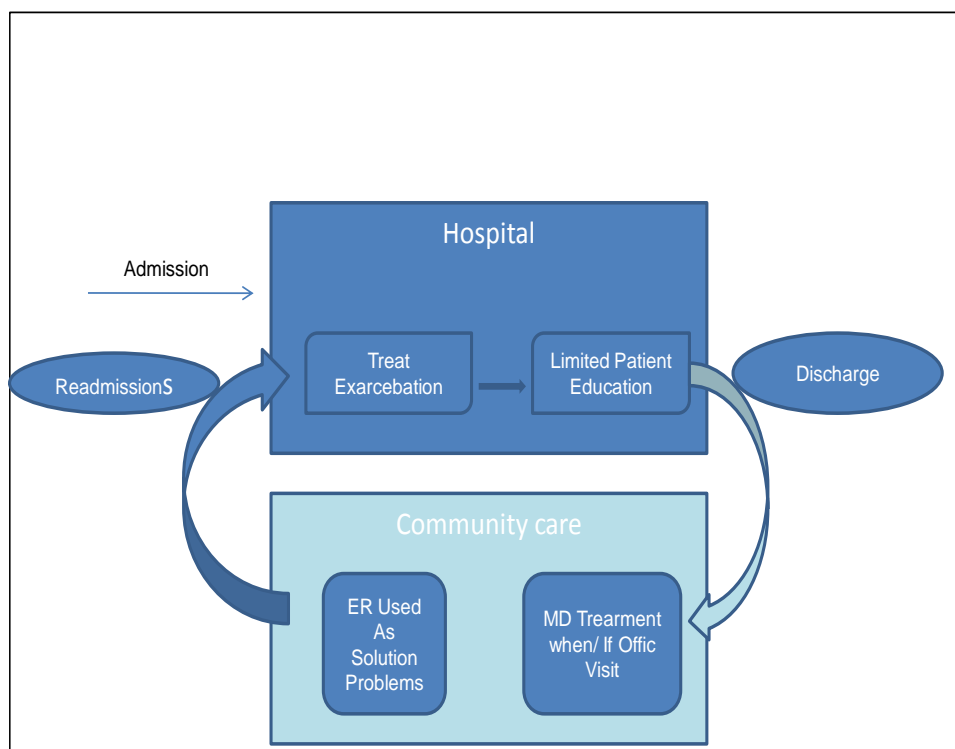 Hospital
Admission
Treat
Exarcebation
Limited Patient
Education
ReadmissionS
Discharge
Community care
ER Used
As
Solution
Problems
MD Trearment
when/ If Offic
Visit